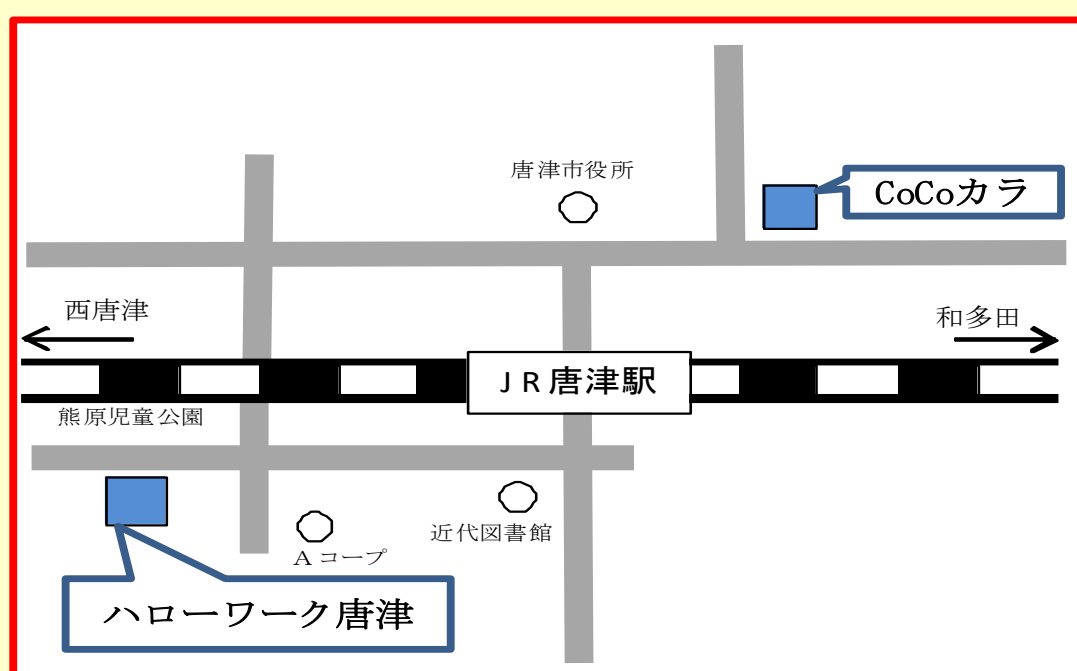 唐津市役所
CoCoカラ
西唐津
和多田
JR唐津駅
熊原児童公園
近代図書館
Aコープ
ハローワーク唐津